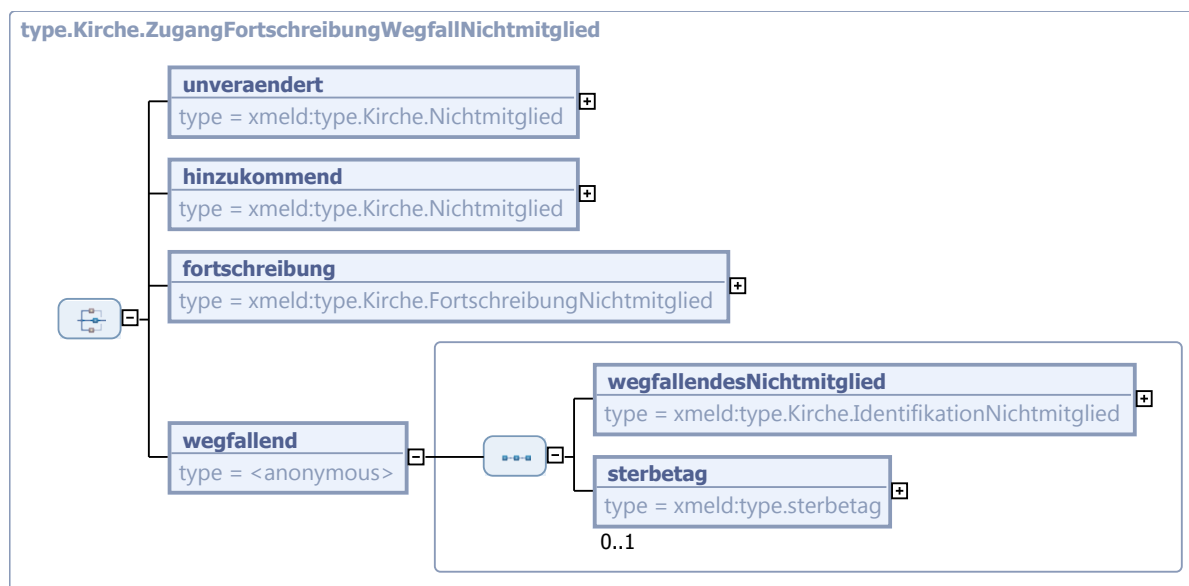 type.Kirche.ZugangFortschreibungWegfallNichtmitglied
unveraendert
type = xmeld:type.Kirche.Nichtmitglied
hinzukommend
type = xmeld:type.Kirche.Nichtmitglied
fortschreibung
type = xmeld:type.Kirche.FortschreibungNichtmitglied
wegfallend
type = <anonymous>
wegfallendesNichtmitglied
type = xmeld:type.Kirche.IdentifikationNichtmitglied
sterbetag
type = xmeld:type.sterbetag
0..1